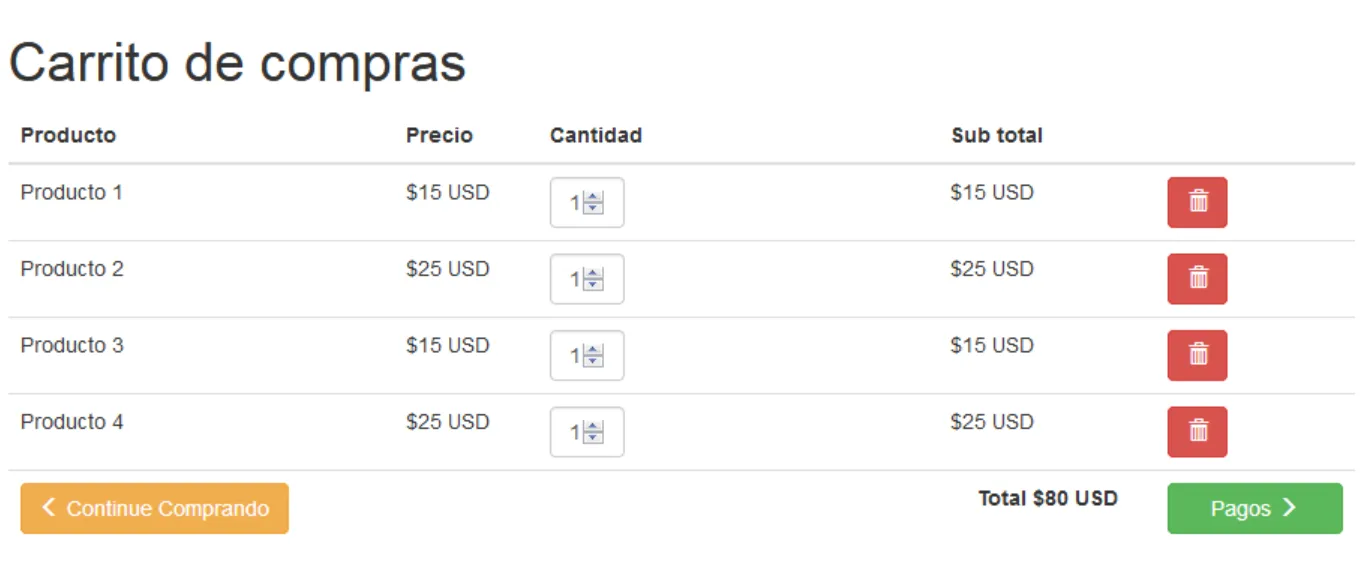 Carrito de compras
Producto Precio Cantidad Sub total
Producto 1 $15 USD 1 $15 USD
Producto 2 $25 USD 1 $25 USD
Producto 3 $15 USD 1 $15 USD
Producto 4 $25 USD 1 $25 USD
Continue Comprando Total $80 USD Pagos